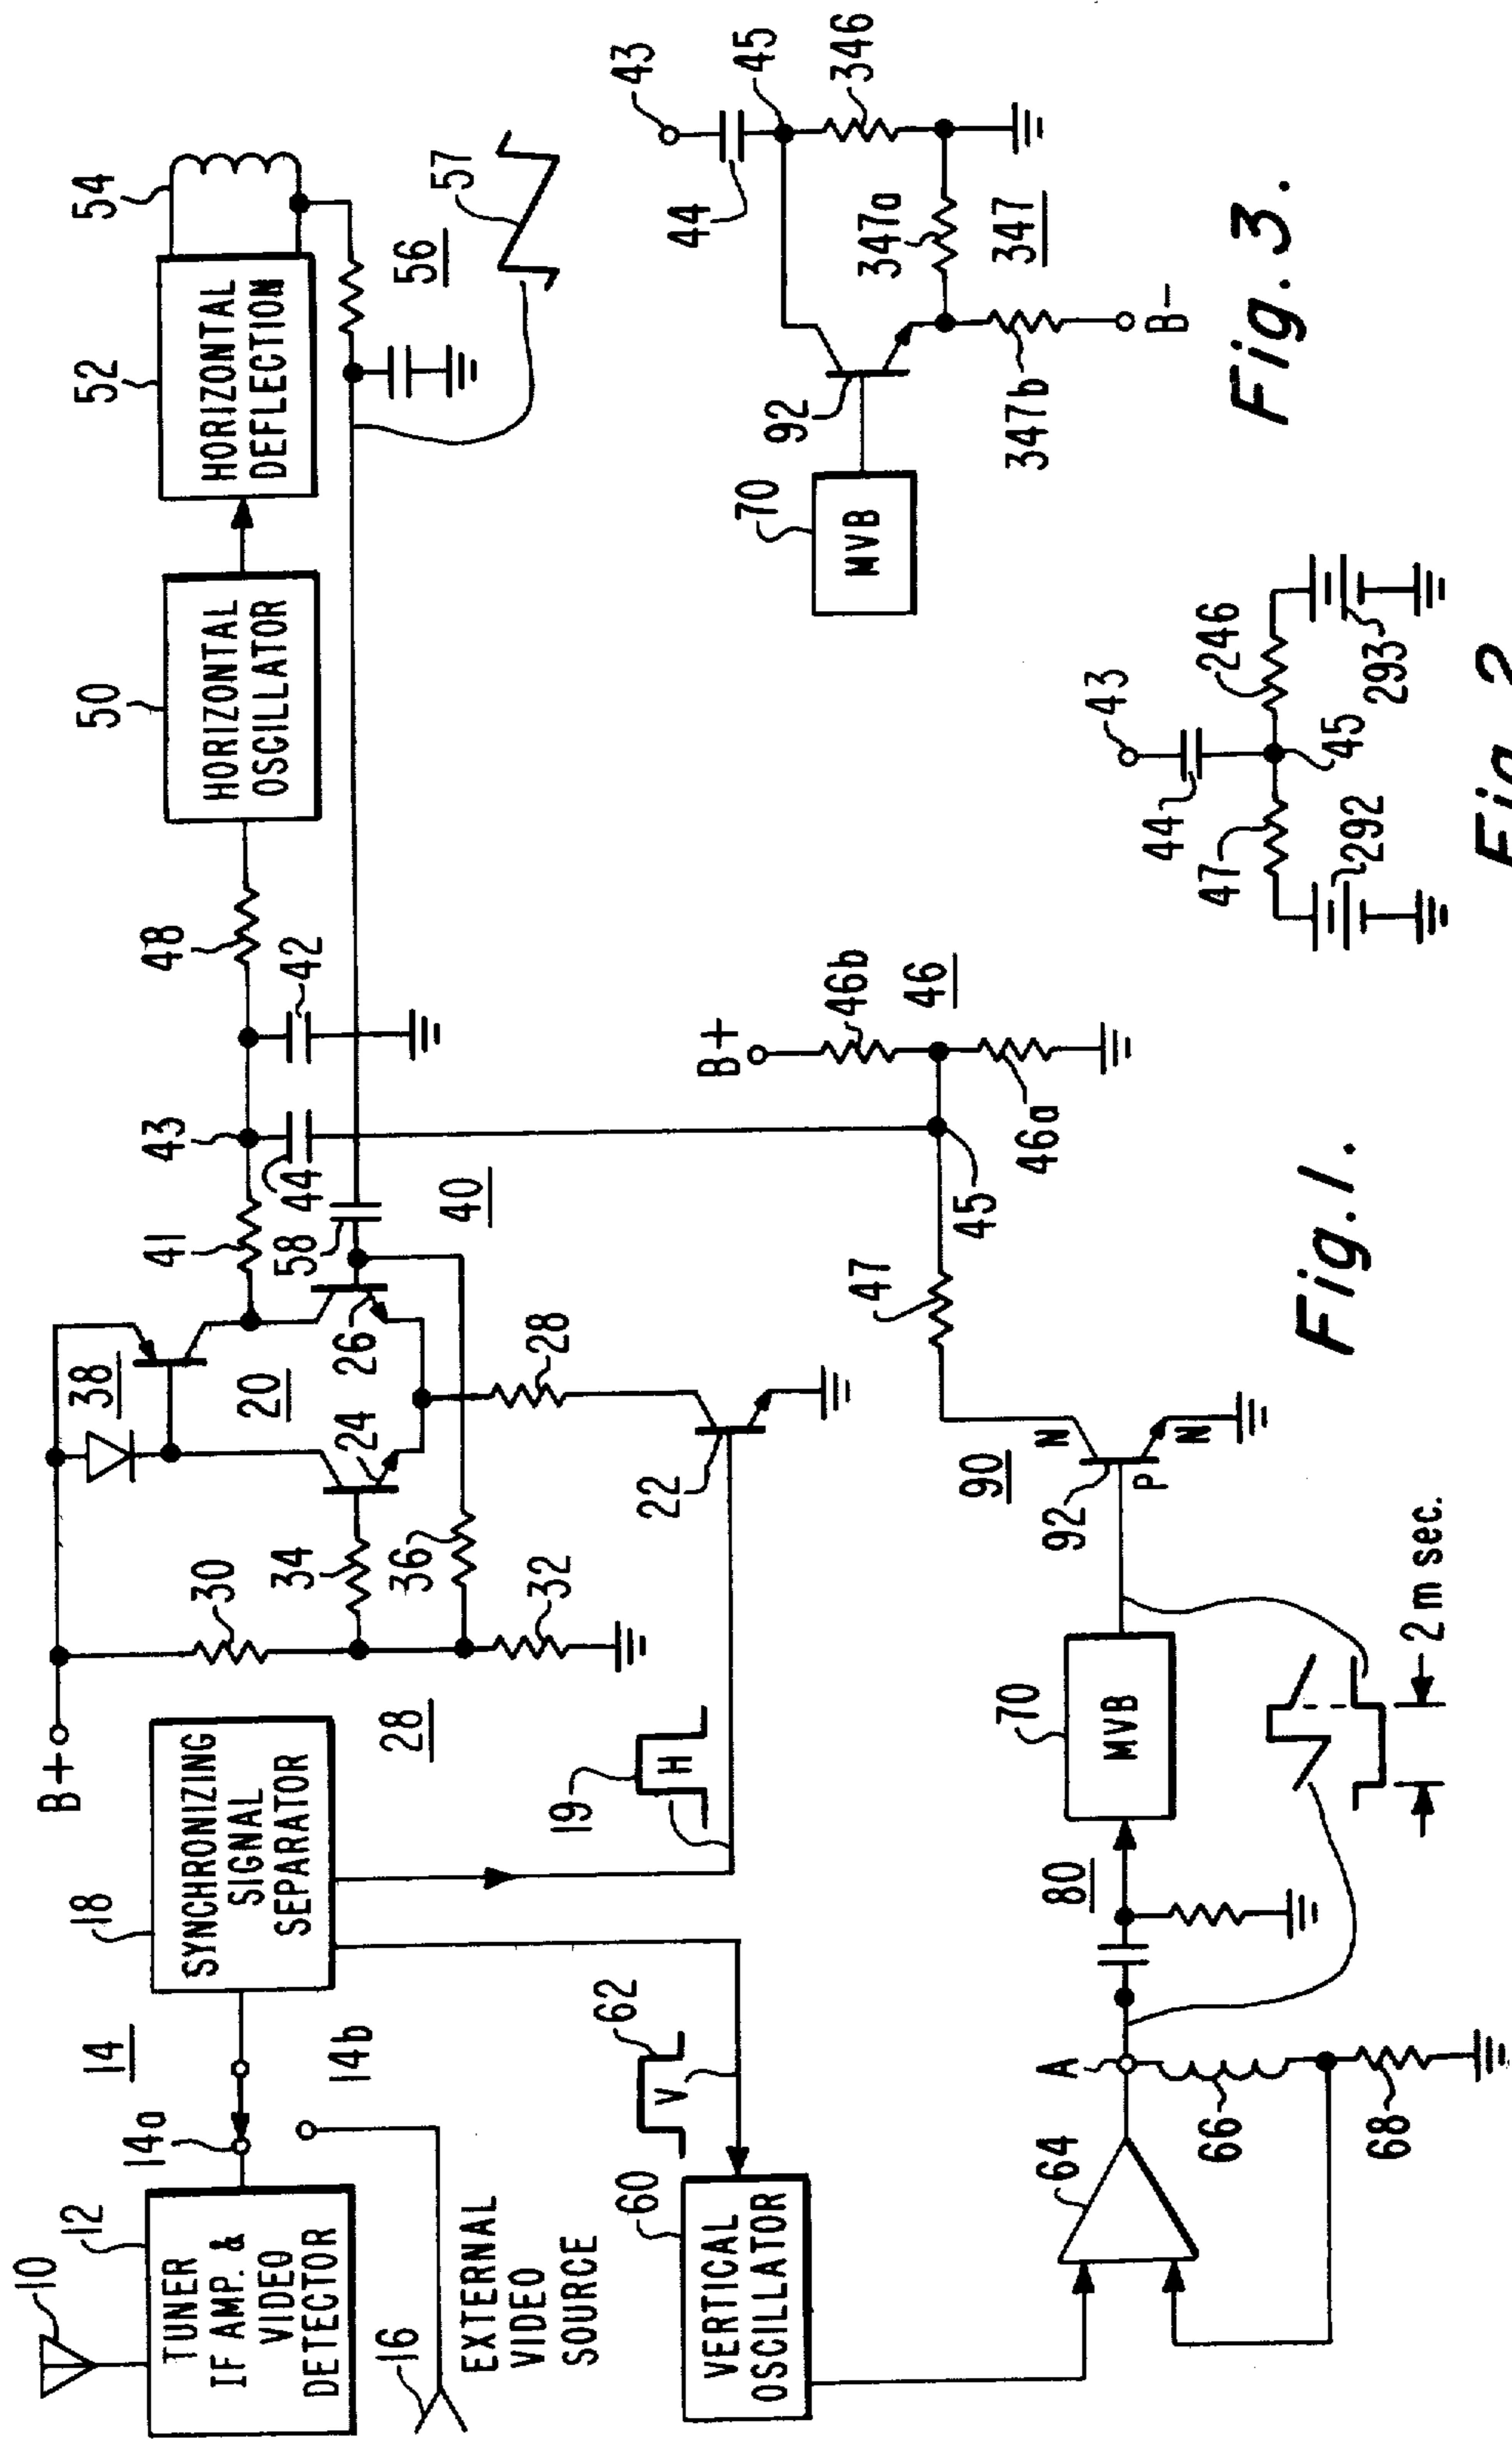 10
12
TUNER
IF AMP. &
VIDEO
DETECTOR
14
14a
14b
16
EXTERNAL
VIDEO
SOURCE
18
SYNCHRONIZING
SIGNAL
SEPARATOR
19
H
B+
28
30
34
36
32
38
20
24
26
22
28
41
58
40
43
44
42
48
50
HORIZONTAL
OSCILLATOR
52
HORIZONTAL
DEFLECTION
54
56
57
62
V
60
VERTICAL
OSCILLATOR
64
A
66
68
80
70
MVB
2 m sec.
90
92
N
P
N
47
45
B+
46b
46
46a
Fig. 1.
43
44
47
246
292
45
293
Fig. 2
43
44
45
346
347a
347
92
347b
B-
70
MVB
Fig. 3.